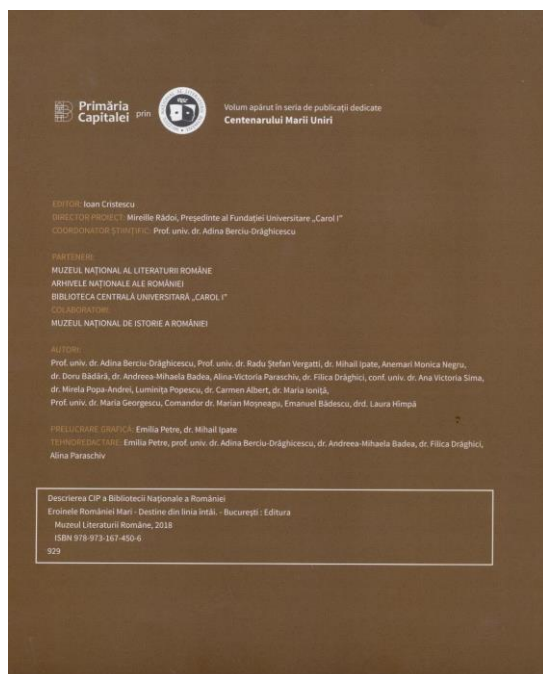 Primăria
Capitalei prin
Volum apărut în seria de publicații dedicate
Centenarului Marii Uniri
EDITOR: Ioan Cristescu
DIRECTOR PROIECT: Mireille Rădoi, Președinte al Fundației Universitare „Carol I”
COORDONATOR ȘTIINȚIFIC: Prof. univ. dr. Adina Berciu-Drăghicescu
PARTENERI:
MUZEUL NAȚIONAL AL LITERATURII ROMÂNE
ARHIVELE NAȚIONALE ALE ROMÂNIEI
BIBLIOTECA CENTRALĂ UNIVERSITARĂ „CAROL I”
COLABORATORI:
MUZEUL NAȚIONAL DE ISTORIE A ROMÂNIEI
AUTORI:
Prof. univ. dr. Adina Berciu-Drăghicescu, Prof. univ. dr. Radu Ștefan Vergatti, dr. Mihail Ipate, Anemari Monica Negru,
dr. Doru Bădără, dr. Andreea-Mihaela Badea, Alina-Victoria Paraschiv, dr. Filica Drăghici, conf. univ. dr. Ana Victoria Sima,
dr. Mirela Popa-Andrei, Luminița Popescu, dr. Carmen Albert, dr. Maria Ioniță,
Prof. univ. dr. Maria Georgescu, Comandor dr. Marian Moșneagu, Emanuel Bădescu, drd. Laura Hîmpă
PRELUCRARE GRAFICĂ: Emilia Petre, dr. Mihail Ipate
TEHNOREDACTARE: Emilia Petre, prof. univ. dr. Adina Berciu-Drăghicescu, dr. Andreea-Mihaela Badea, dr. Filica Drăghici,
Alina Paraschiv
Descrierea CIP a Bibliotecii Naționale a României
Eroinele României Mari - Destine din linia întâi. - București : Editura
Muzeul Literaturii Române, 2018
ISBN 978-973-167-450-6
929